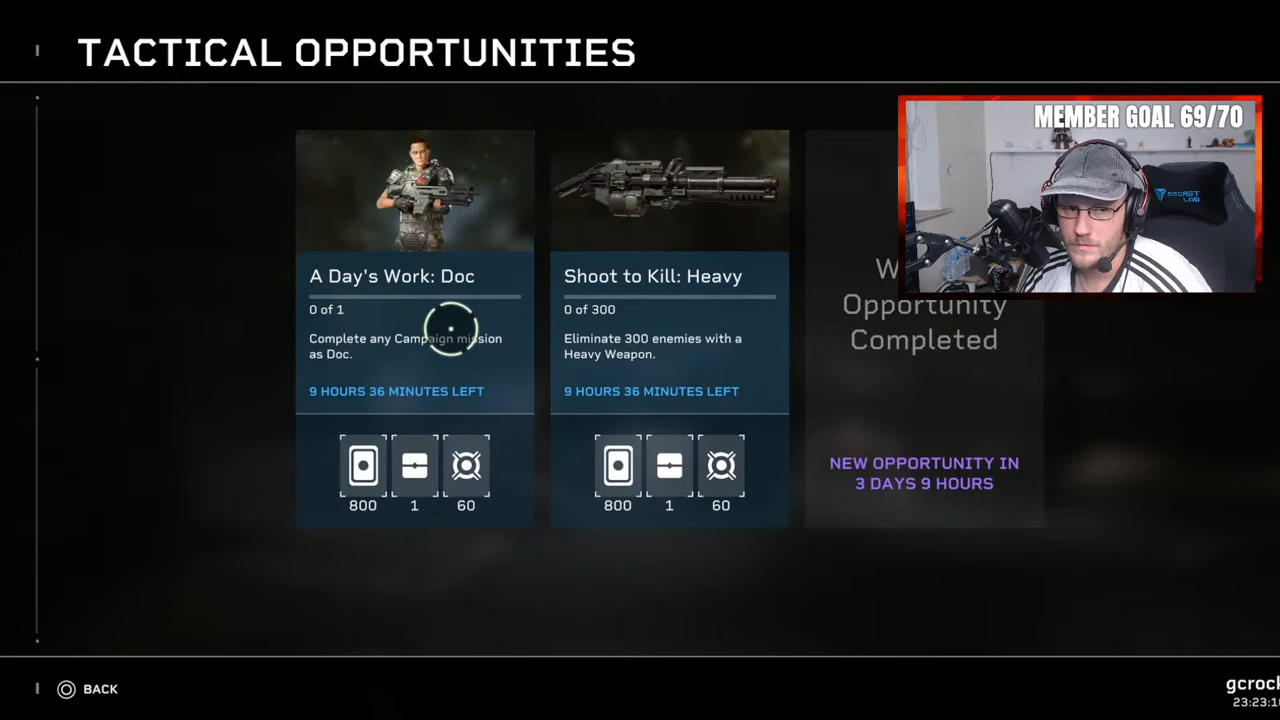 TACTICAL OPPORTUNITIES
MEMBER GOAL 69/70
SECRET
LAB
A Day's Work: Doc
0 of 1
Complete any Campaign mission
as Doc.
9 HOURS 36 MINUTES LEFT
800
1
60
Shoot to Kill: Heavy
0 of 300
Eliminate 300 enemies with a
Heavy Weapon.
9 HOURS 36 MINUTES LEFT
800
1
60
Opportunity
Completed
NEW OPPORTUNITY IN
3 DAYS 9 HOURS
BACK
gcrock